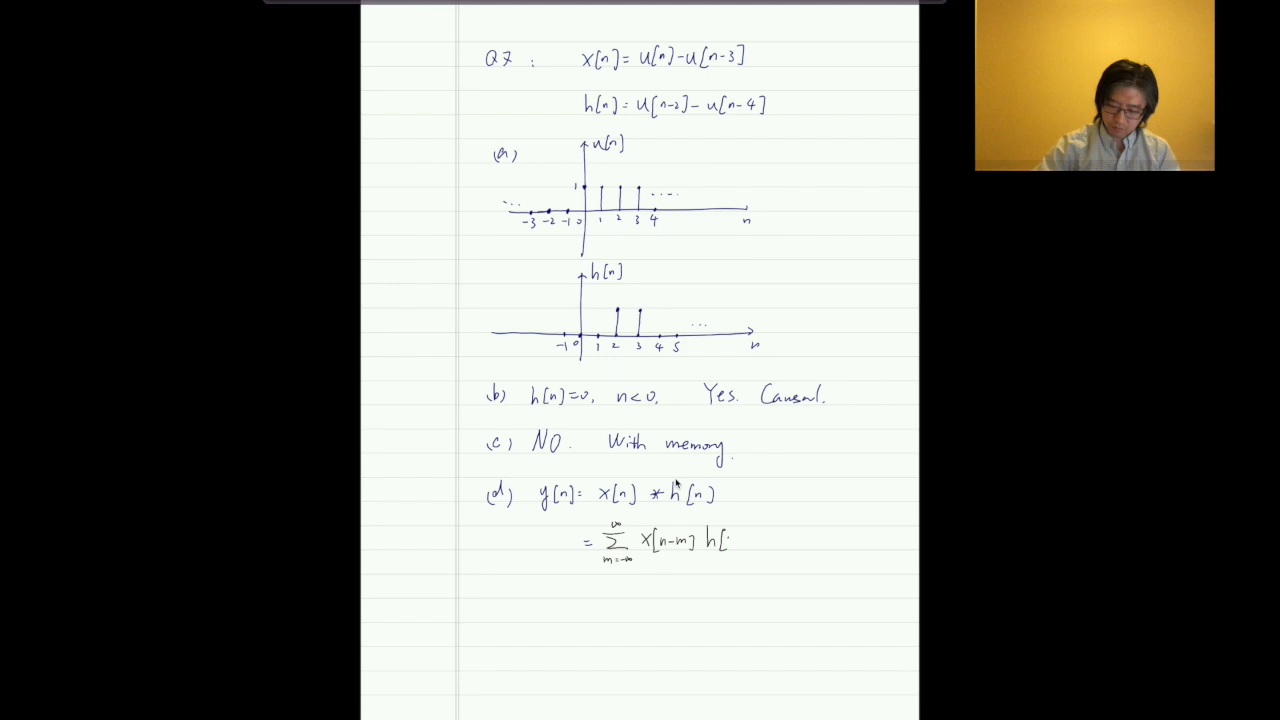 Q7 : x[n] = u[n] - u[n-3]
h[n] = u[n-2] - u[n-4]
(a) u[n]
1 ....
... -3 -2 -1 0 1 2 3 4 n
h[n]
...
-1 0 1 2 3 4 5 n
(b) h[n]=0, n<0, Yes. Causal.
(c) NO. With memory.
(d) y[n]= x[n] * h[n]
= ∑ x[n-m] h[
∞
m=-∞